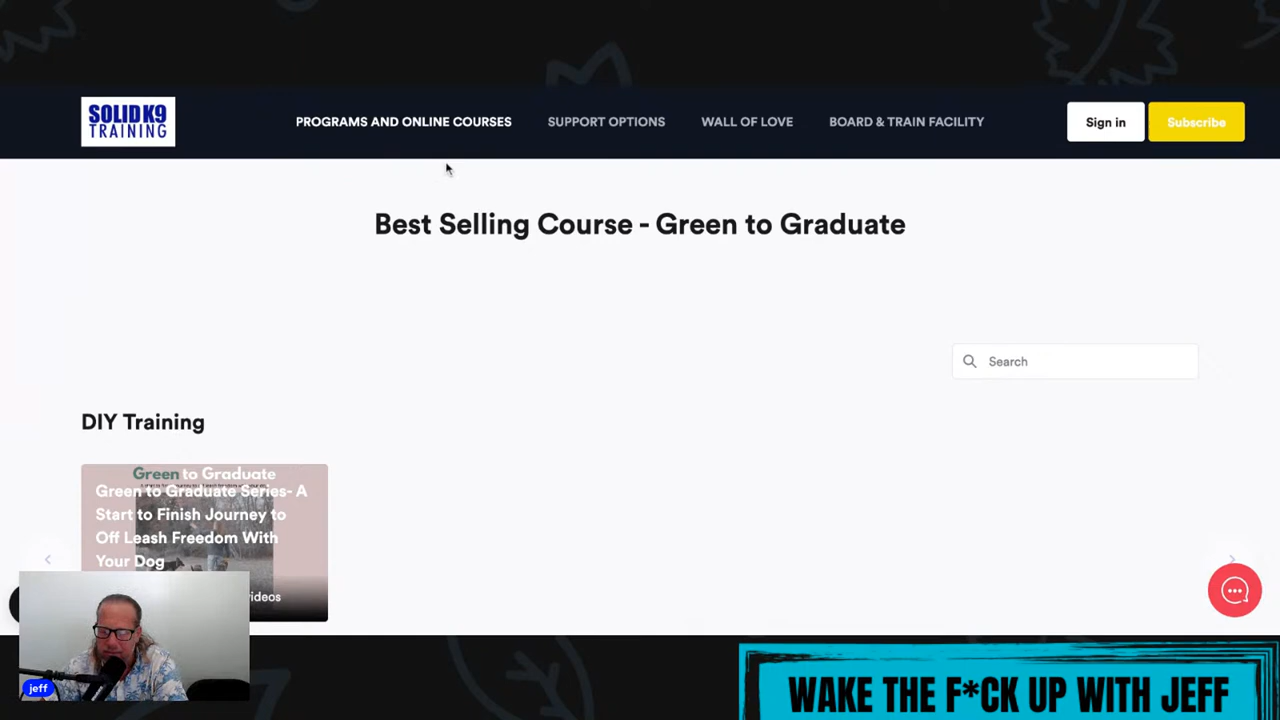 SOLID K9
TRAINING
PROGRAMS AND ONLINE COURSES
SUPPORT OPTIONS
WALL OF LOVE
BOARD & TRAIN FACILITY
Sign in
Subscribe
Best Selling Course - Green to Graduate
Search
DIY Training
Green to Graduate
Green to Graduate Series- A
Start to Finish Journey to
Off Leash Freedom With
Your Dog
videos
jeff
WAKE THE F*CK UP WITH JEFF